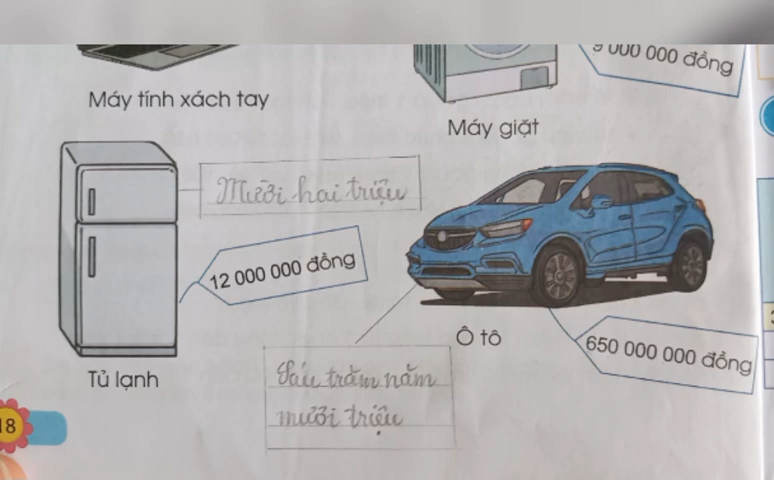 9 000 000 đồng
Máy tính xách tay
Máy giặt
Mười hai triệu
12 000 000 đồng
Ô tô
650 000 000 đồng
Tủ lạnh
Sáu trăm năm
mười triệu
18